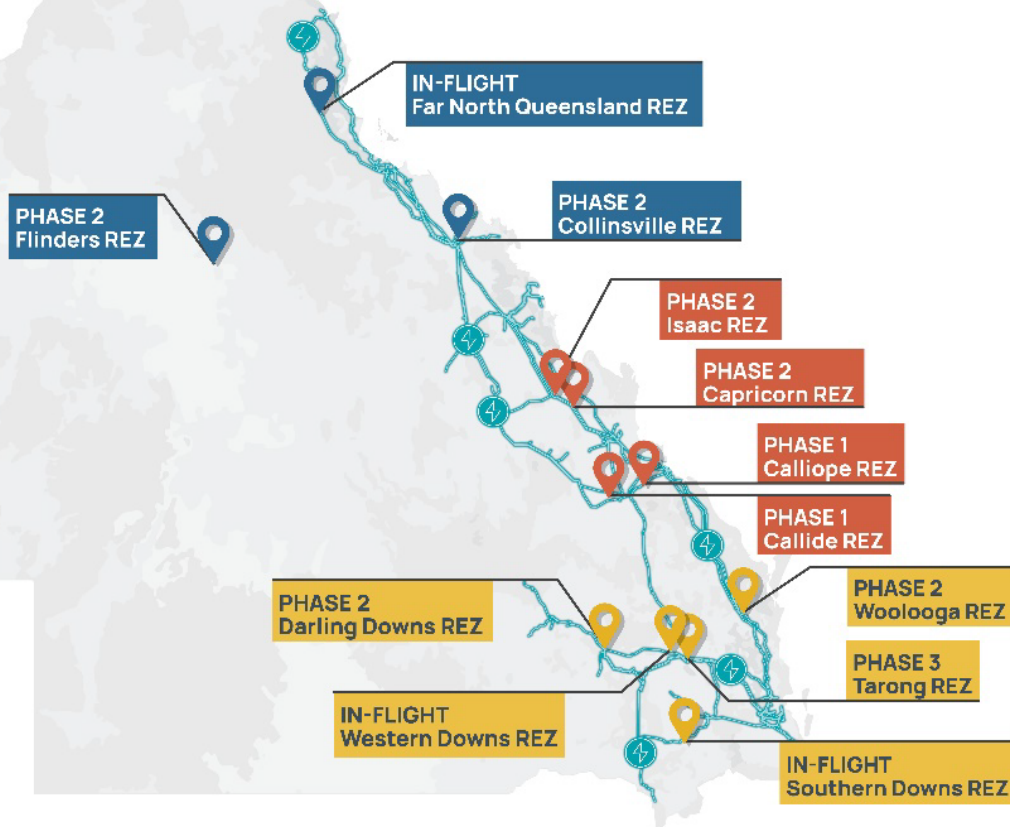 IN-FLIGHT
Far North Queensland REZ
PHASE 2
Flinders REZ
PHASE 2
Collinsville REZ
PHASE 2
Isaac REZ
PHASE 2
Capricorn REZ
PHASE 1
Calliope REZ
PHASE 1
Callide REZ
PHASE 2
Darling Downs REZ
PHASE 2
Woolooga REZ
PHASE 3
Tarong REZ
IN-FLIGHT
Western Downs REZ
IN-FLIGHT
Southern Downs REZ